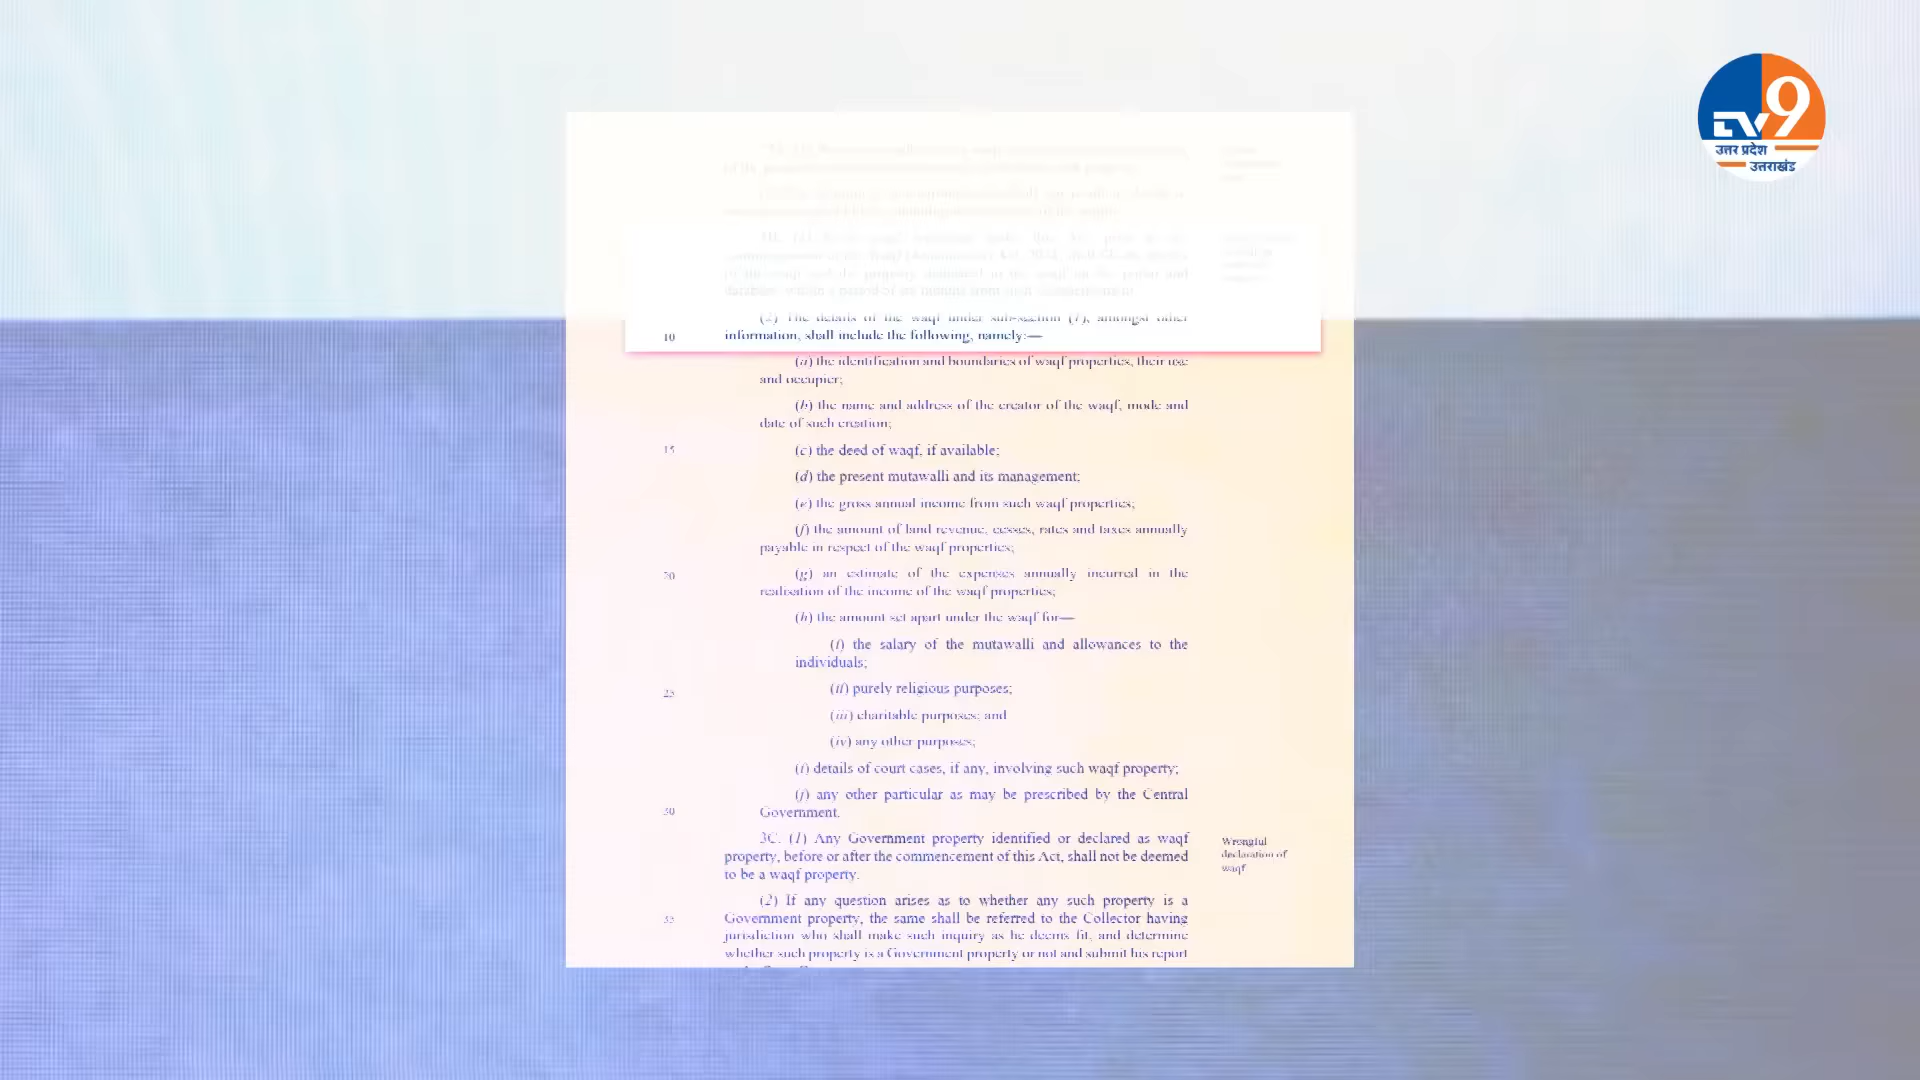 TV9
उत्तर प्रदेश
उत्तराखंड
(2) The details of the waqf under sub-section (1), amongst other
10 information, shall include the following, namely:—
(a) the identification and boundaries of waqf properties, their use
and occupier;
(b) the name and address of the creator of the waqf, mode and
date of such creation;
15 (c) the deed of waqf, if available;
(d) the present mutawalli and its management;
(e) the gross annual income from such waqf properties;
(f) the amount of land revenue, cesses, rates and taxes annually
payable in respect of the waqf properties;
20 (g) an estimate of the expenses annually incurred in the
realisation of the income of the waqf properties;
(h) the amount set apart under the waqf for—
(i) the salary of the mutawalli and allowances to the
individuals;
25 (ii) purely religious purposes;
(iii) charitable purposes; and
(iv) any other purposes;
(i) details of court cases, if any, involving such waqf property;
(j) any other particular as may be prescribed by the Central
30 Government.
3C. (1) Any Government property identified or declared as waqf
property, before or after the commencement of this Act, shall not be deemed
to be a waqf property.
Wrongful
declaration of
waqf
(2) If any question arises as to whether any such property is a
35 Government property, the same shall be referred to the Collector having
jurisdiction who shall make such inquiry as he deems fit, and determine
whether such property is a Government property or not and submit his report